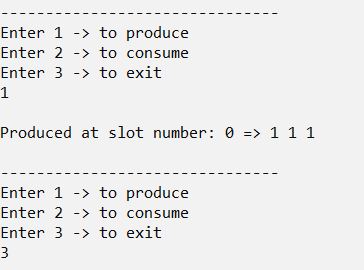 -------------------------------
Enter 1 -> to produce
Enter 2 -> to consume
Enter 3 -> to exit
1
Produced at slot number: 0 => 1 1 1
-------------------------------
Enter 1 -> to produce
Enter 2 -> to consume
Enter 3 -> to exit
3